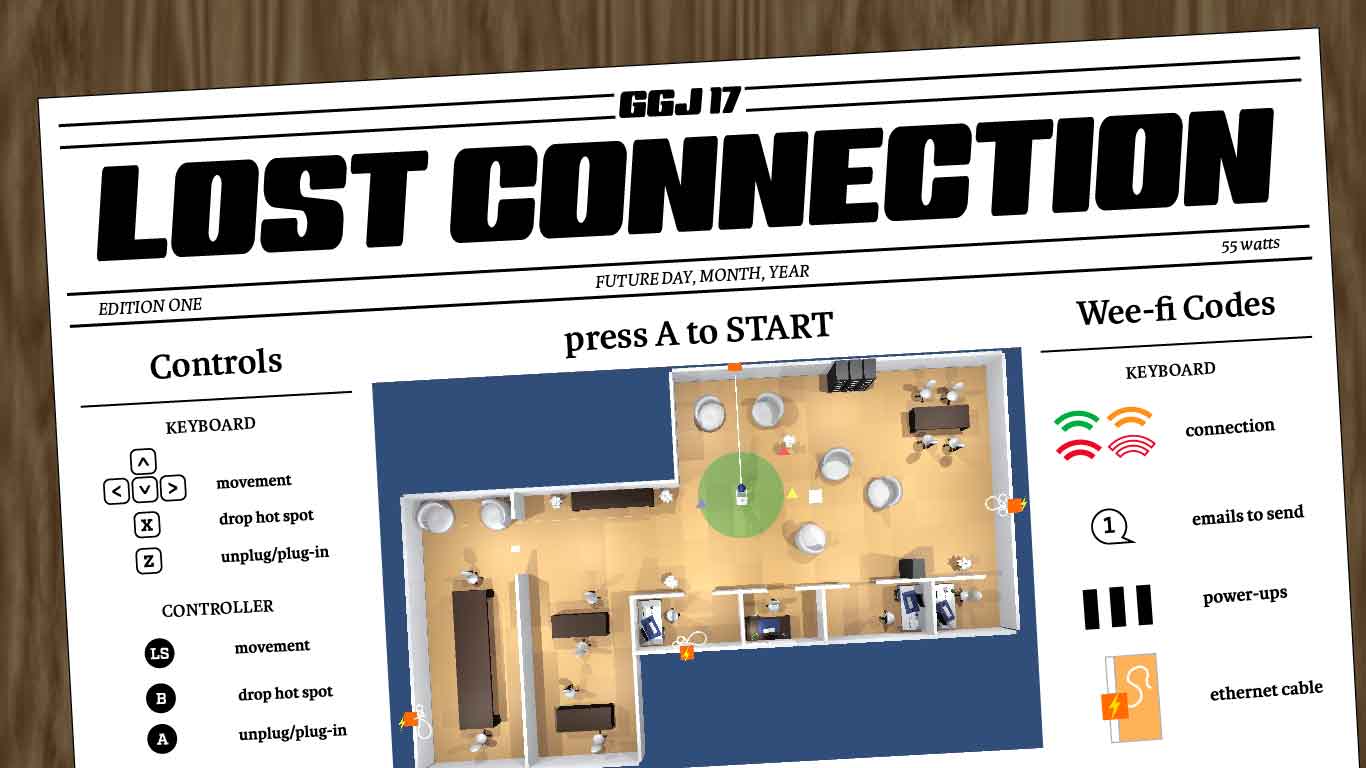 GGJ 17
LOST CONNECTION
EDITION ONE
FUTURE DAY, MONTH, YEAR
55 watts
Controls
KEYBOARD
^
< v >
movement
X
drop hot spot
Z
unplug/plug-in
CONTROLLER
LS
movement
B
drop hot spot
A
unplug/plug-in
press A to START
Wee-fi Codes
KEYBOARD
connection
1
emails to send
power-ups
ethernet cable